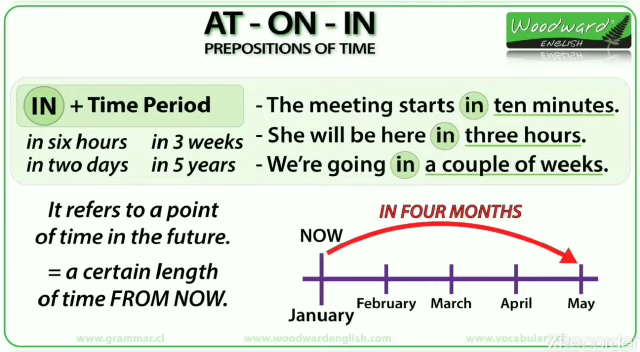 AT - ON - IN
PREPOSITIONS OF TIME
Woodward®
ENGLISH
IN + Time Period
in six hours in 3 weeks
in two days in 5 years
- The meeting starts in ten minutes.
- She will be here in three hours.
- We're going in a couple of weeks.
It refers to a point
of time in the future.
= a certain length
of time FROM NOW.
IN FOUR MONTHS
NOW
January
February
March
April
May
www.grammar.cl
www.woodwardenglish.com